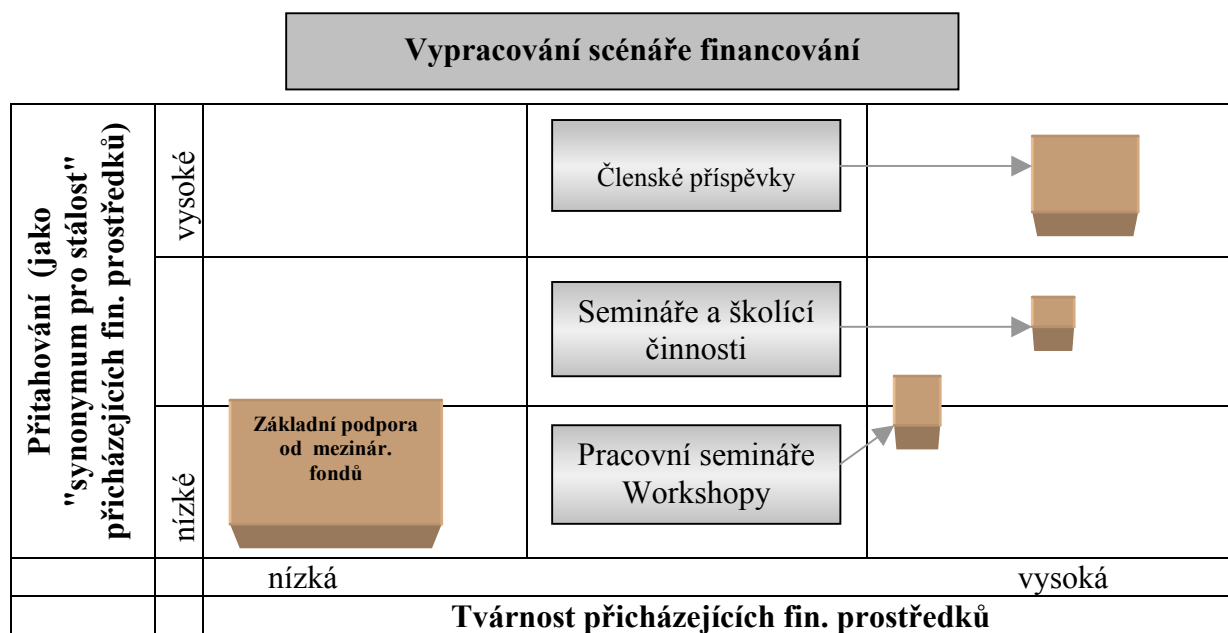 Vypracování scénáře financování
Přitahování (jako
"synonymum pro stálost"
přicházejících fin. prostředků)
vysoké
Členské příspěvky
Semináře a školící
činnosti
nízké
Základní podpora
od mezinár.
fondů
Pracovní semináře
Workshopy
nízká
vysoká
Tvárnost přicházejících fin. prostředků